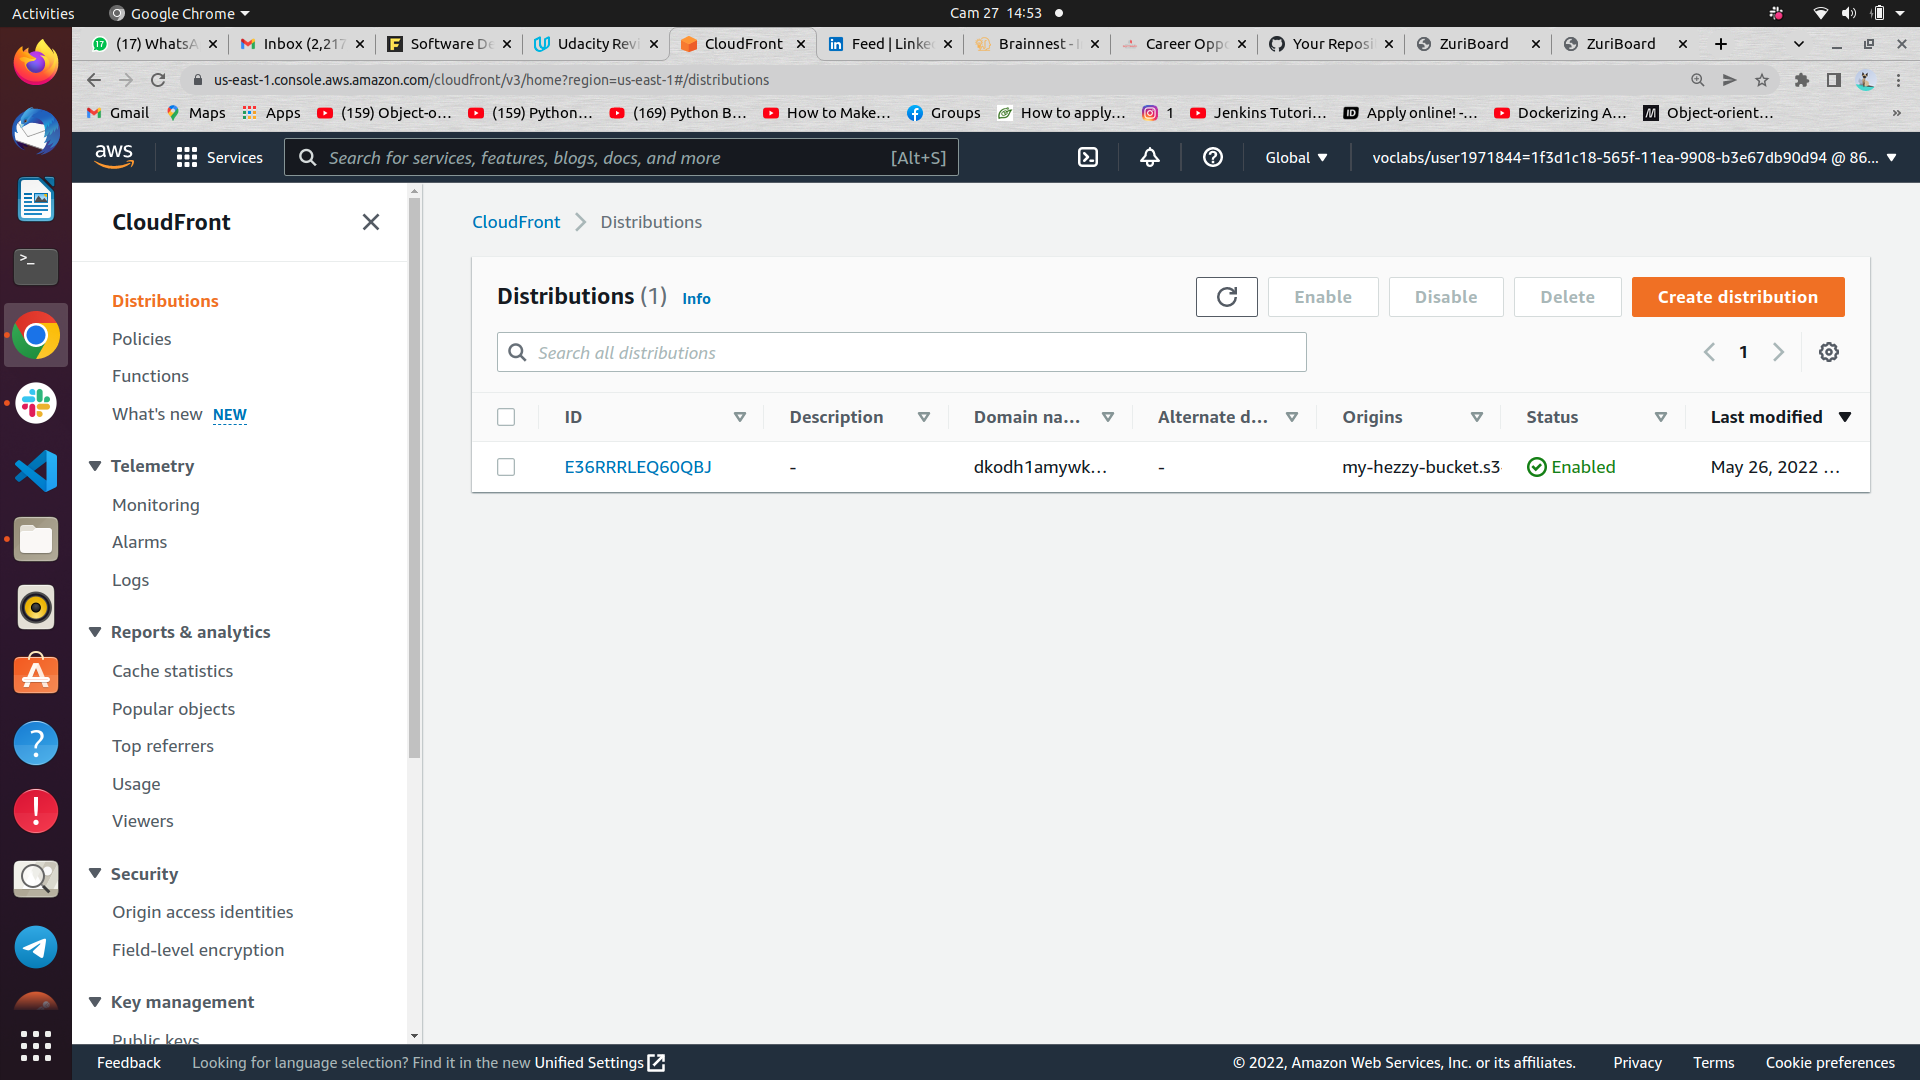 Activities
Google Chrome
Cam 27 14:53
(17) WhatsA
Inbox (2,217
Software De
Udacity Revi
CloudFront
Feed | Linke
Brainnest - I
Career Oppo
Your Reposi
ZuriBoard
ZuriBoard
us-east-1.console.aws.amazon.com/cloudfront/v3/home?region=us-east-1#/distributions
Gmail
Maps
Apps
(159) Object-o…
(159) Python…
(169) Python B…
How to Make…
Groups
How to apply…
1
Jenkins Tutori…
Apply online! -…
Dockerizing A…
Object-orient…
aws
Services
Search for services, features, blogs, docs, and more
[Alt+S]
Global
voclabs/user1971844=1f3d1c18-565f-11ea-9908-b3e67db90d94 @ 86...
CloudFront
Distributions
Policies
Functions
What's new NEW
Telemetry
Monitoring
Alarms
Logs
Reports & analytics
Cache statistics
Popular objects
Top referrers
Usage
Viewers
Security
Origin access identities
Field-level encryption
Key management
Public keys
CloudFront
Distributions
Distributions (1) Info
Enable
Disable
Delete
Create distribution
Search all distributions
1
ID
Description
Domain na…
Alternate d…
Origins
Status
Last modified
E36RRRLEQ60QBJ
-
dkodh1amywk…
-
my-hezzy-bucket.s3
Enabled
May 26, 2022 …
Feedback
Looking for language selection? Find it in the new Unified Settings
© 2022, Amazon Web Services, Inc. or its affiliates.
Privacy
Terms
Cookie preferences